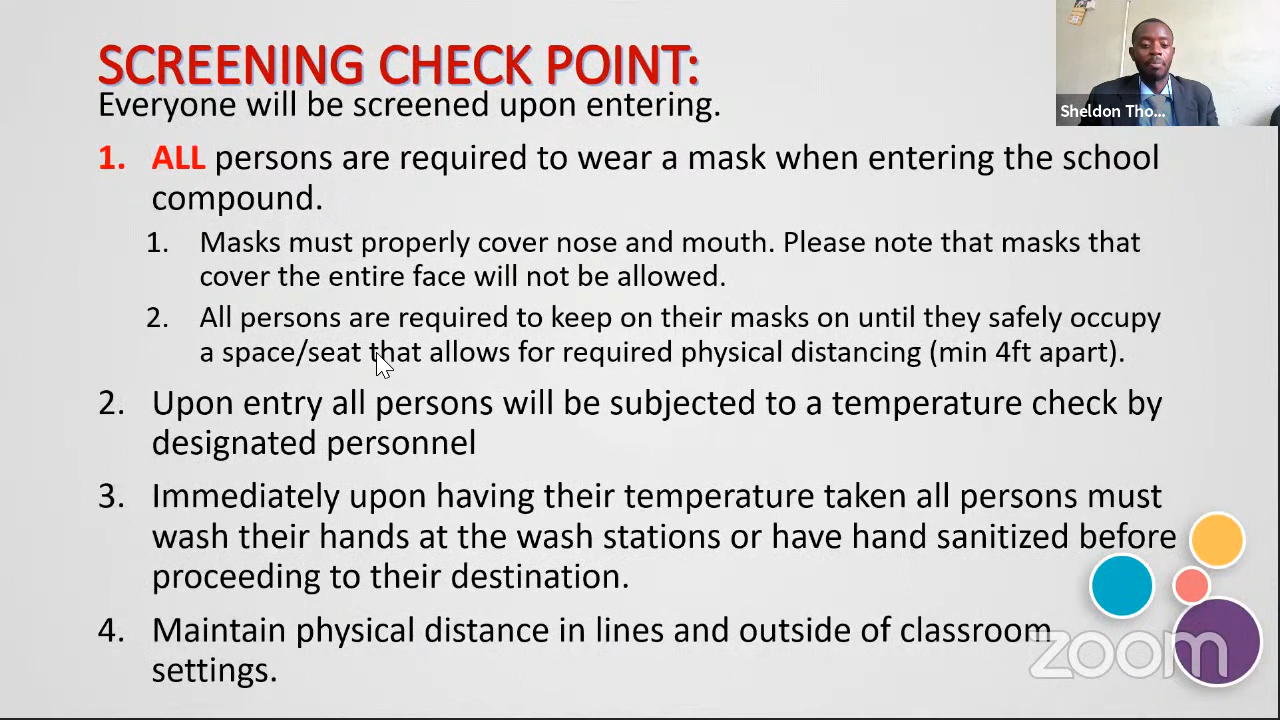 SCREENING CHECK POINT:
Everyone will be screened upon entering.
1. ALL persons are required to wear a mask when entering the school
compound.
1. Masks must properly cover nose and mouth. Please note that masks that
cover the entire face will not be allowed.
2. All persons are required to keep on their masks on until they safely occupy
a space/seat that allows for required physical distancing (min 4ft apart).
2. Upon entry all persons will be subjected to a temperature check by
designated personnel
3. Immediately upon having their temperature taken all persons must
wash their hands at the wash stations or have hand sanitized before
proceeding to their destination.
4. Maintain physical distance in lines and outside of classroom
settings.
Sheldon Tho...
zoom